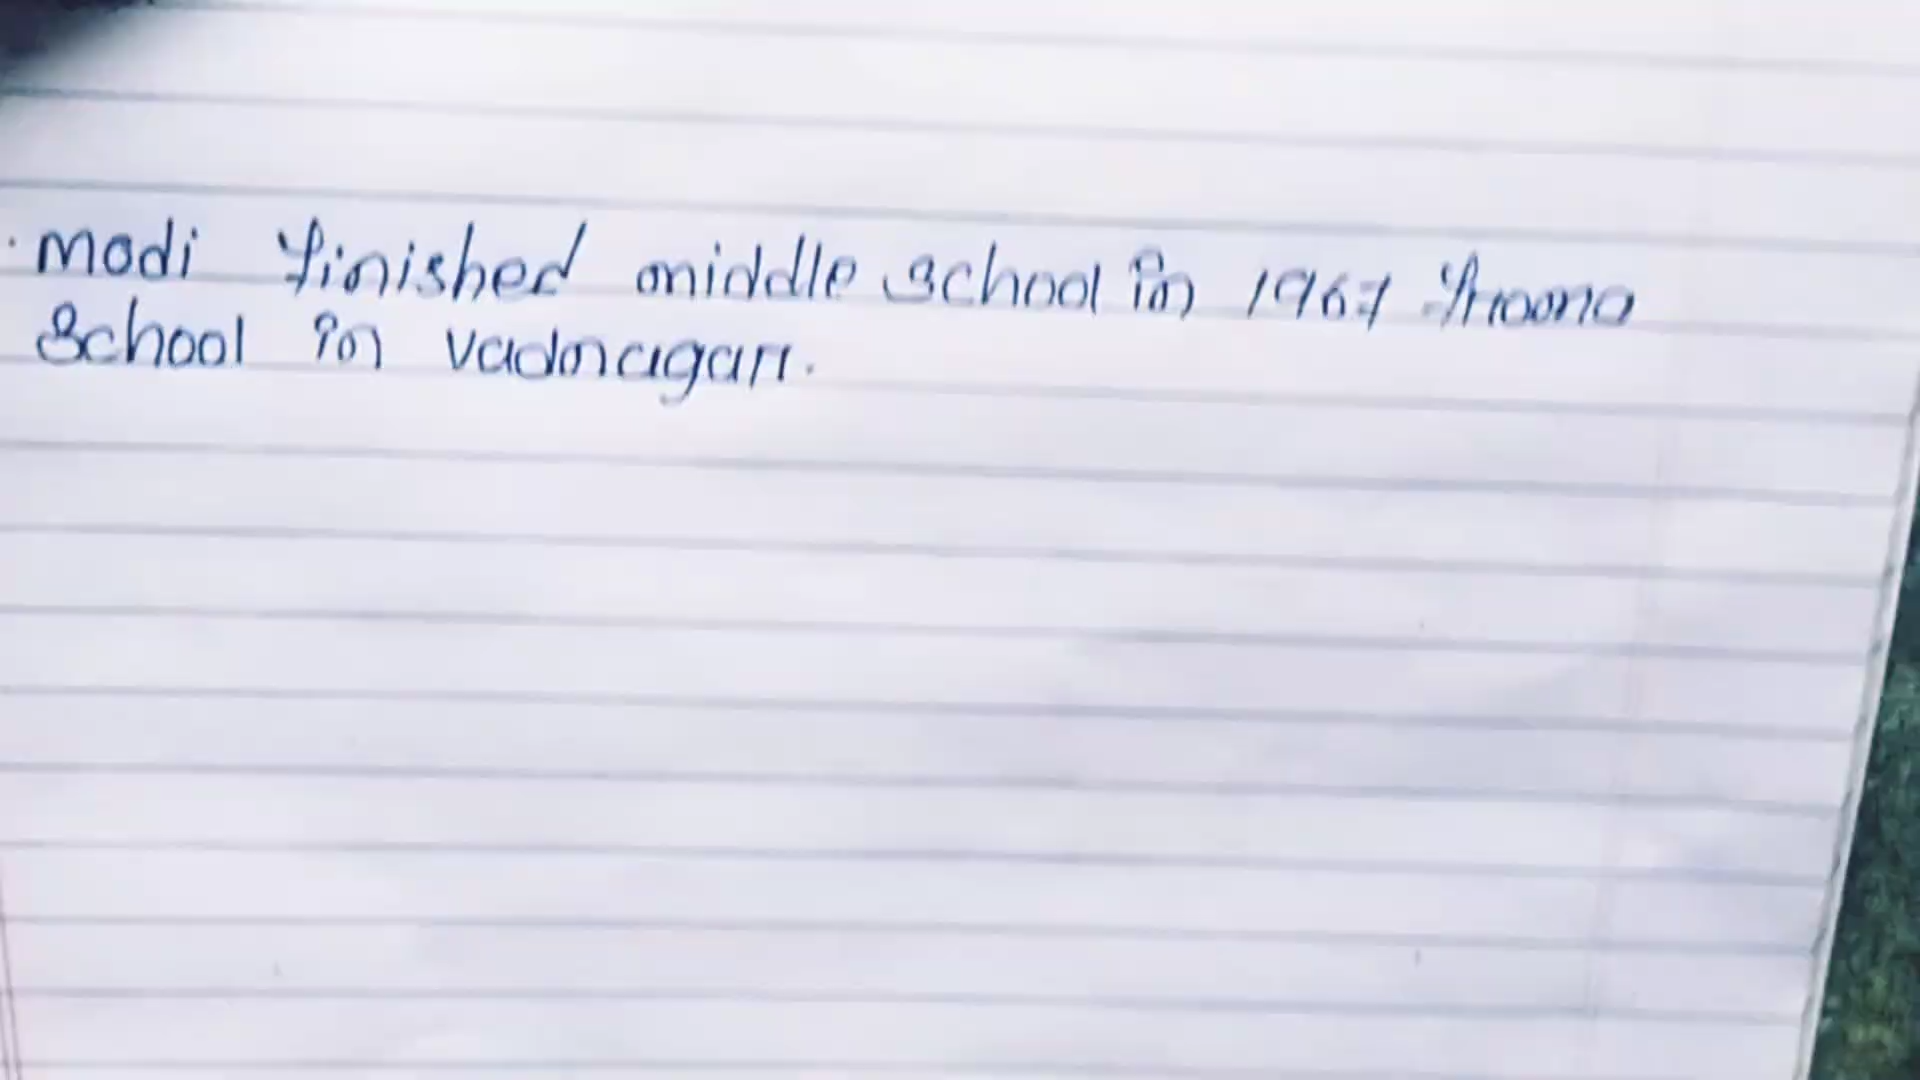 . Modi finished middle school in 1967 from a
School in vadnagar.